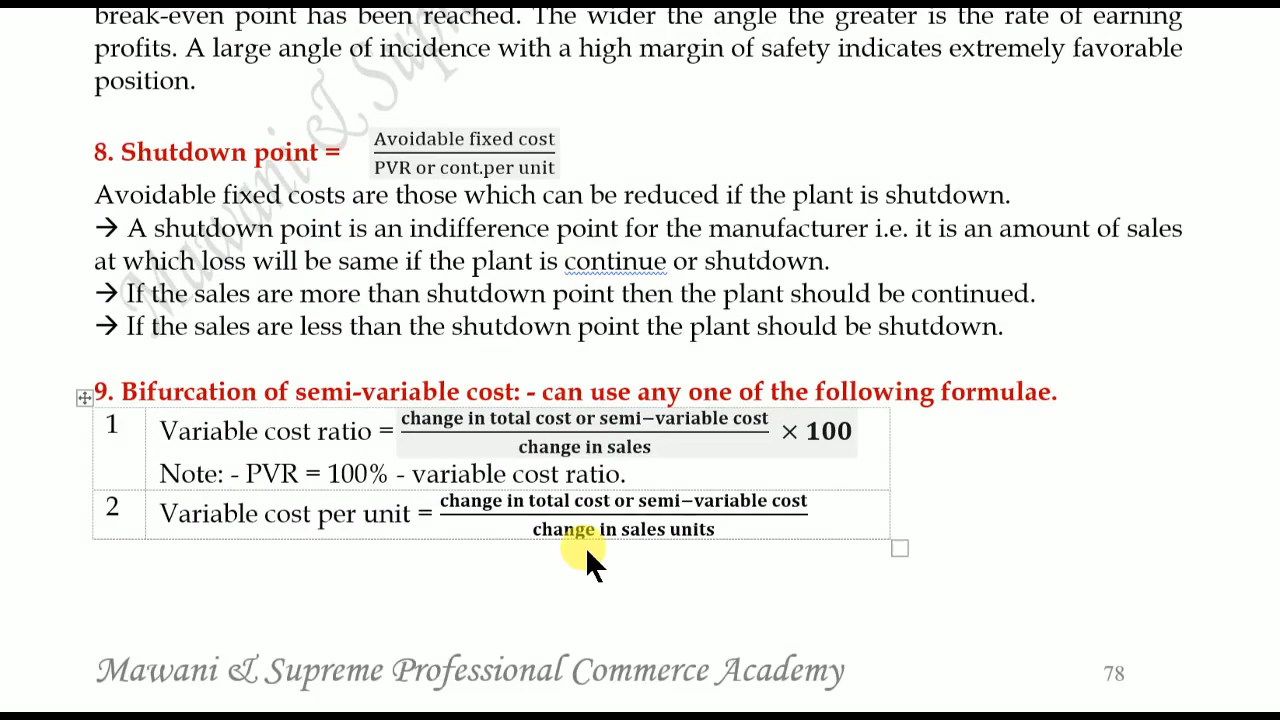 break-even point has been reached. The wider the angle the greater is the rate of earning
profits. A large angle of incidence with a high margin of safety indicates extremely favorable
position.
8. Shutdown point = Avoidable fixed cost / PVR or cont.per unit
Avoidable fixed costs are those which can be reduced if the plant is shutdown.
→ A shutdown point is an indifference point for the manufacturer i.e. it is an amount of sales
at which loss will be same if the plant is continue or shutdown.
→ If the sales are more than shutdown point then the plant should be continued.
→ If the sales are less than the shutdown point the plant should be shutdown.
9. Bifurcation of semi-variable cost: - can use any one of the following formulae.
1 Variable cost ratio = change in total cost or semi−variable cost / change in sales × 100
Note: - PVR = 100% - variable cost ratio.
2 Variable cost per unit = change in total cost or semi−variable cost / change in sales units
Mawani & Supreme Professional Commerce Academy 78
Mawani & Supr